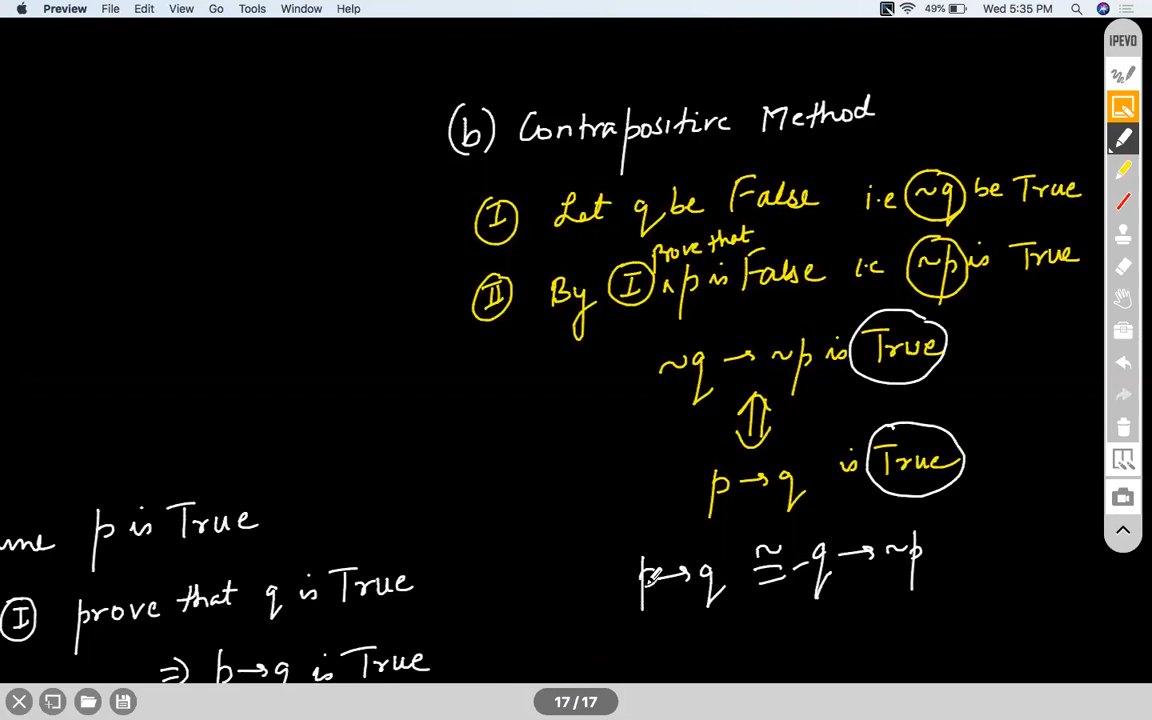 Preview File Edit View Go Tools Window Help 49% Wed 5:35 PM
IPEVO
(b) Contrapositive Method
I Let q be False i.e ~q be True
prove that
II By I ∧ p is False i.e ~p is True
~q → ~p is True
⇕
p → q is True
p → q ≅ ~q → ~p
p is True
I prove that q is True
⇒ p → q is True
17/17